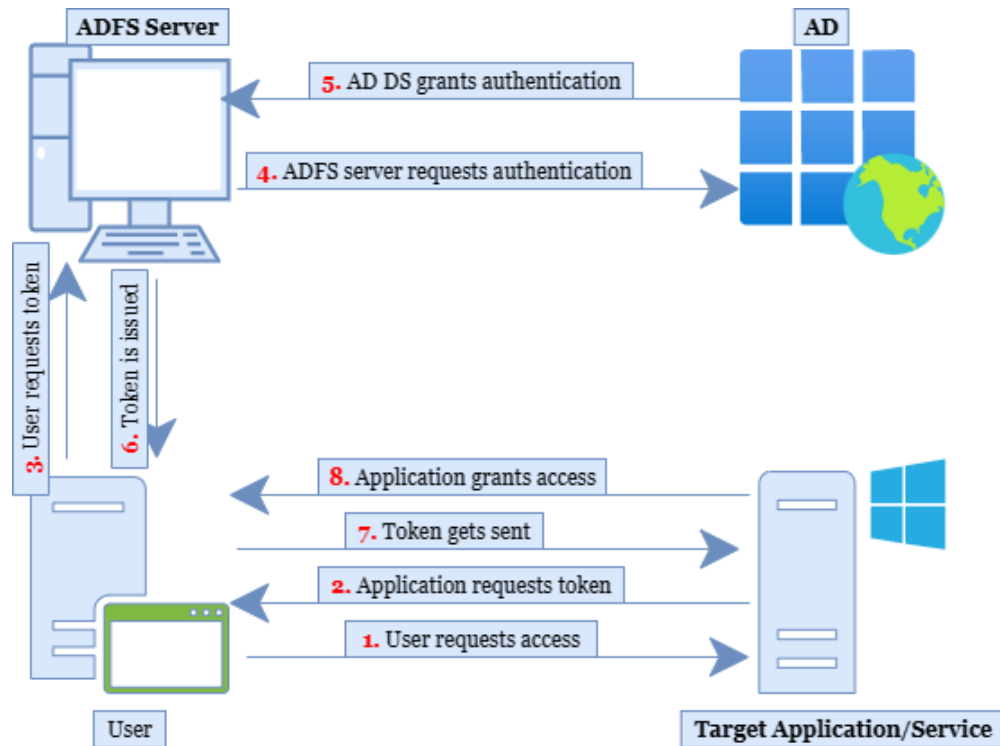 ADFS Server
AD
5. AD DS grants authentication
4. ADFS server requests authentication
3. User requests token
6. Token is issued
8. Application grants access
7. Token gets sent
2. Application requests token
1. User requests access
User
Target Application/Service